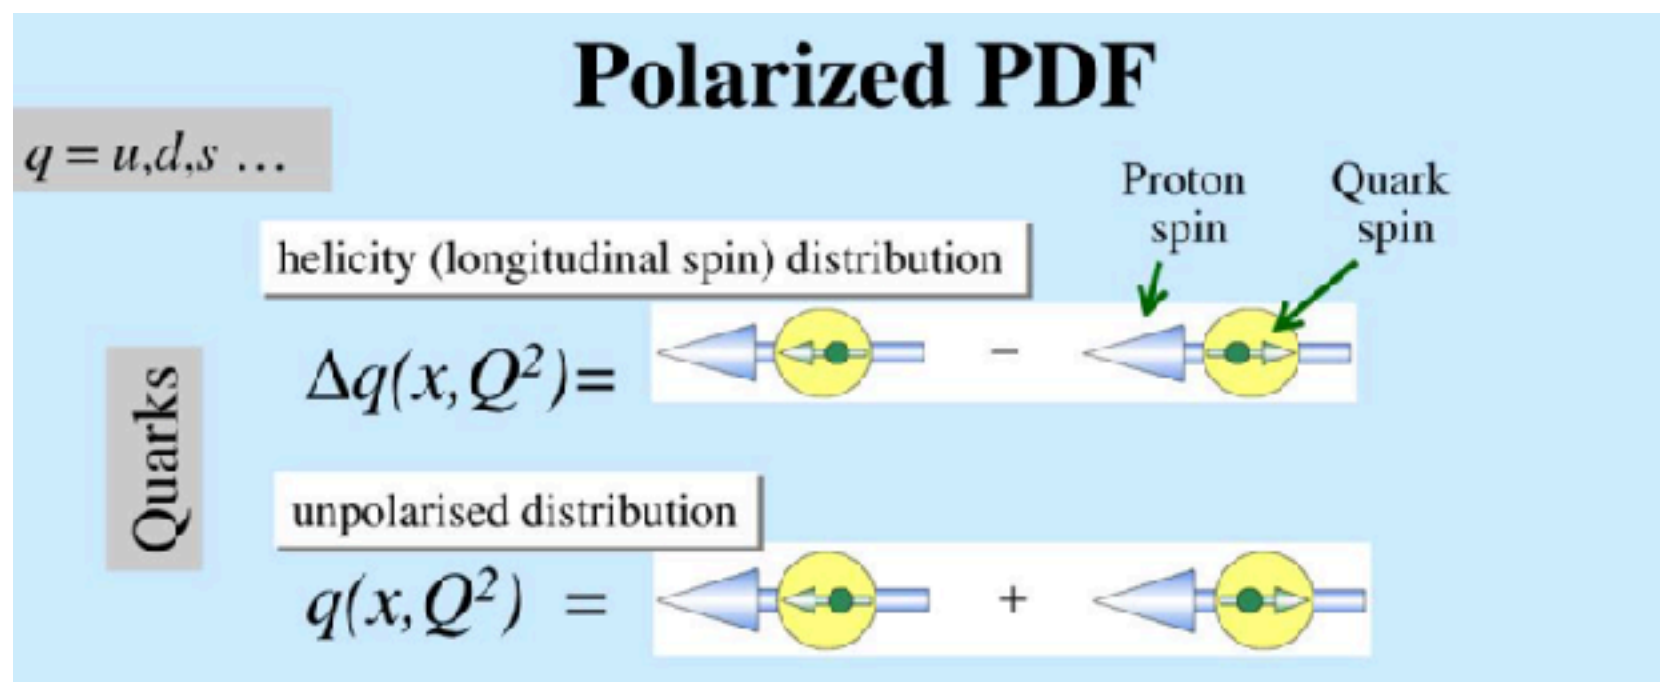 Polarized PDF
q = u,d,s ...
Proton spin
Quark spin
helicity (longitudinal spin) distribution
Δq(x,Q²)= −
Quarks
unpolarised distribution
q(x,Q²) = +